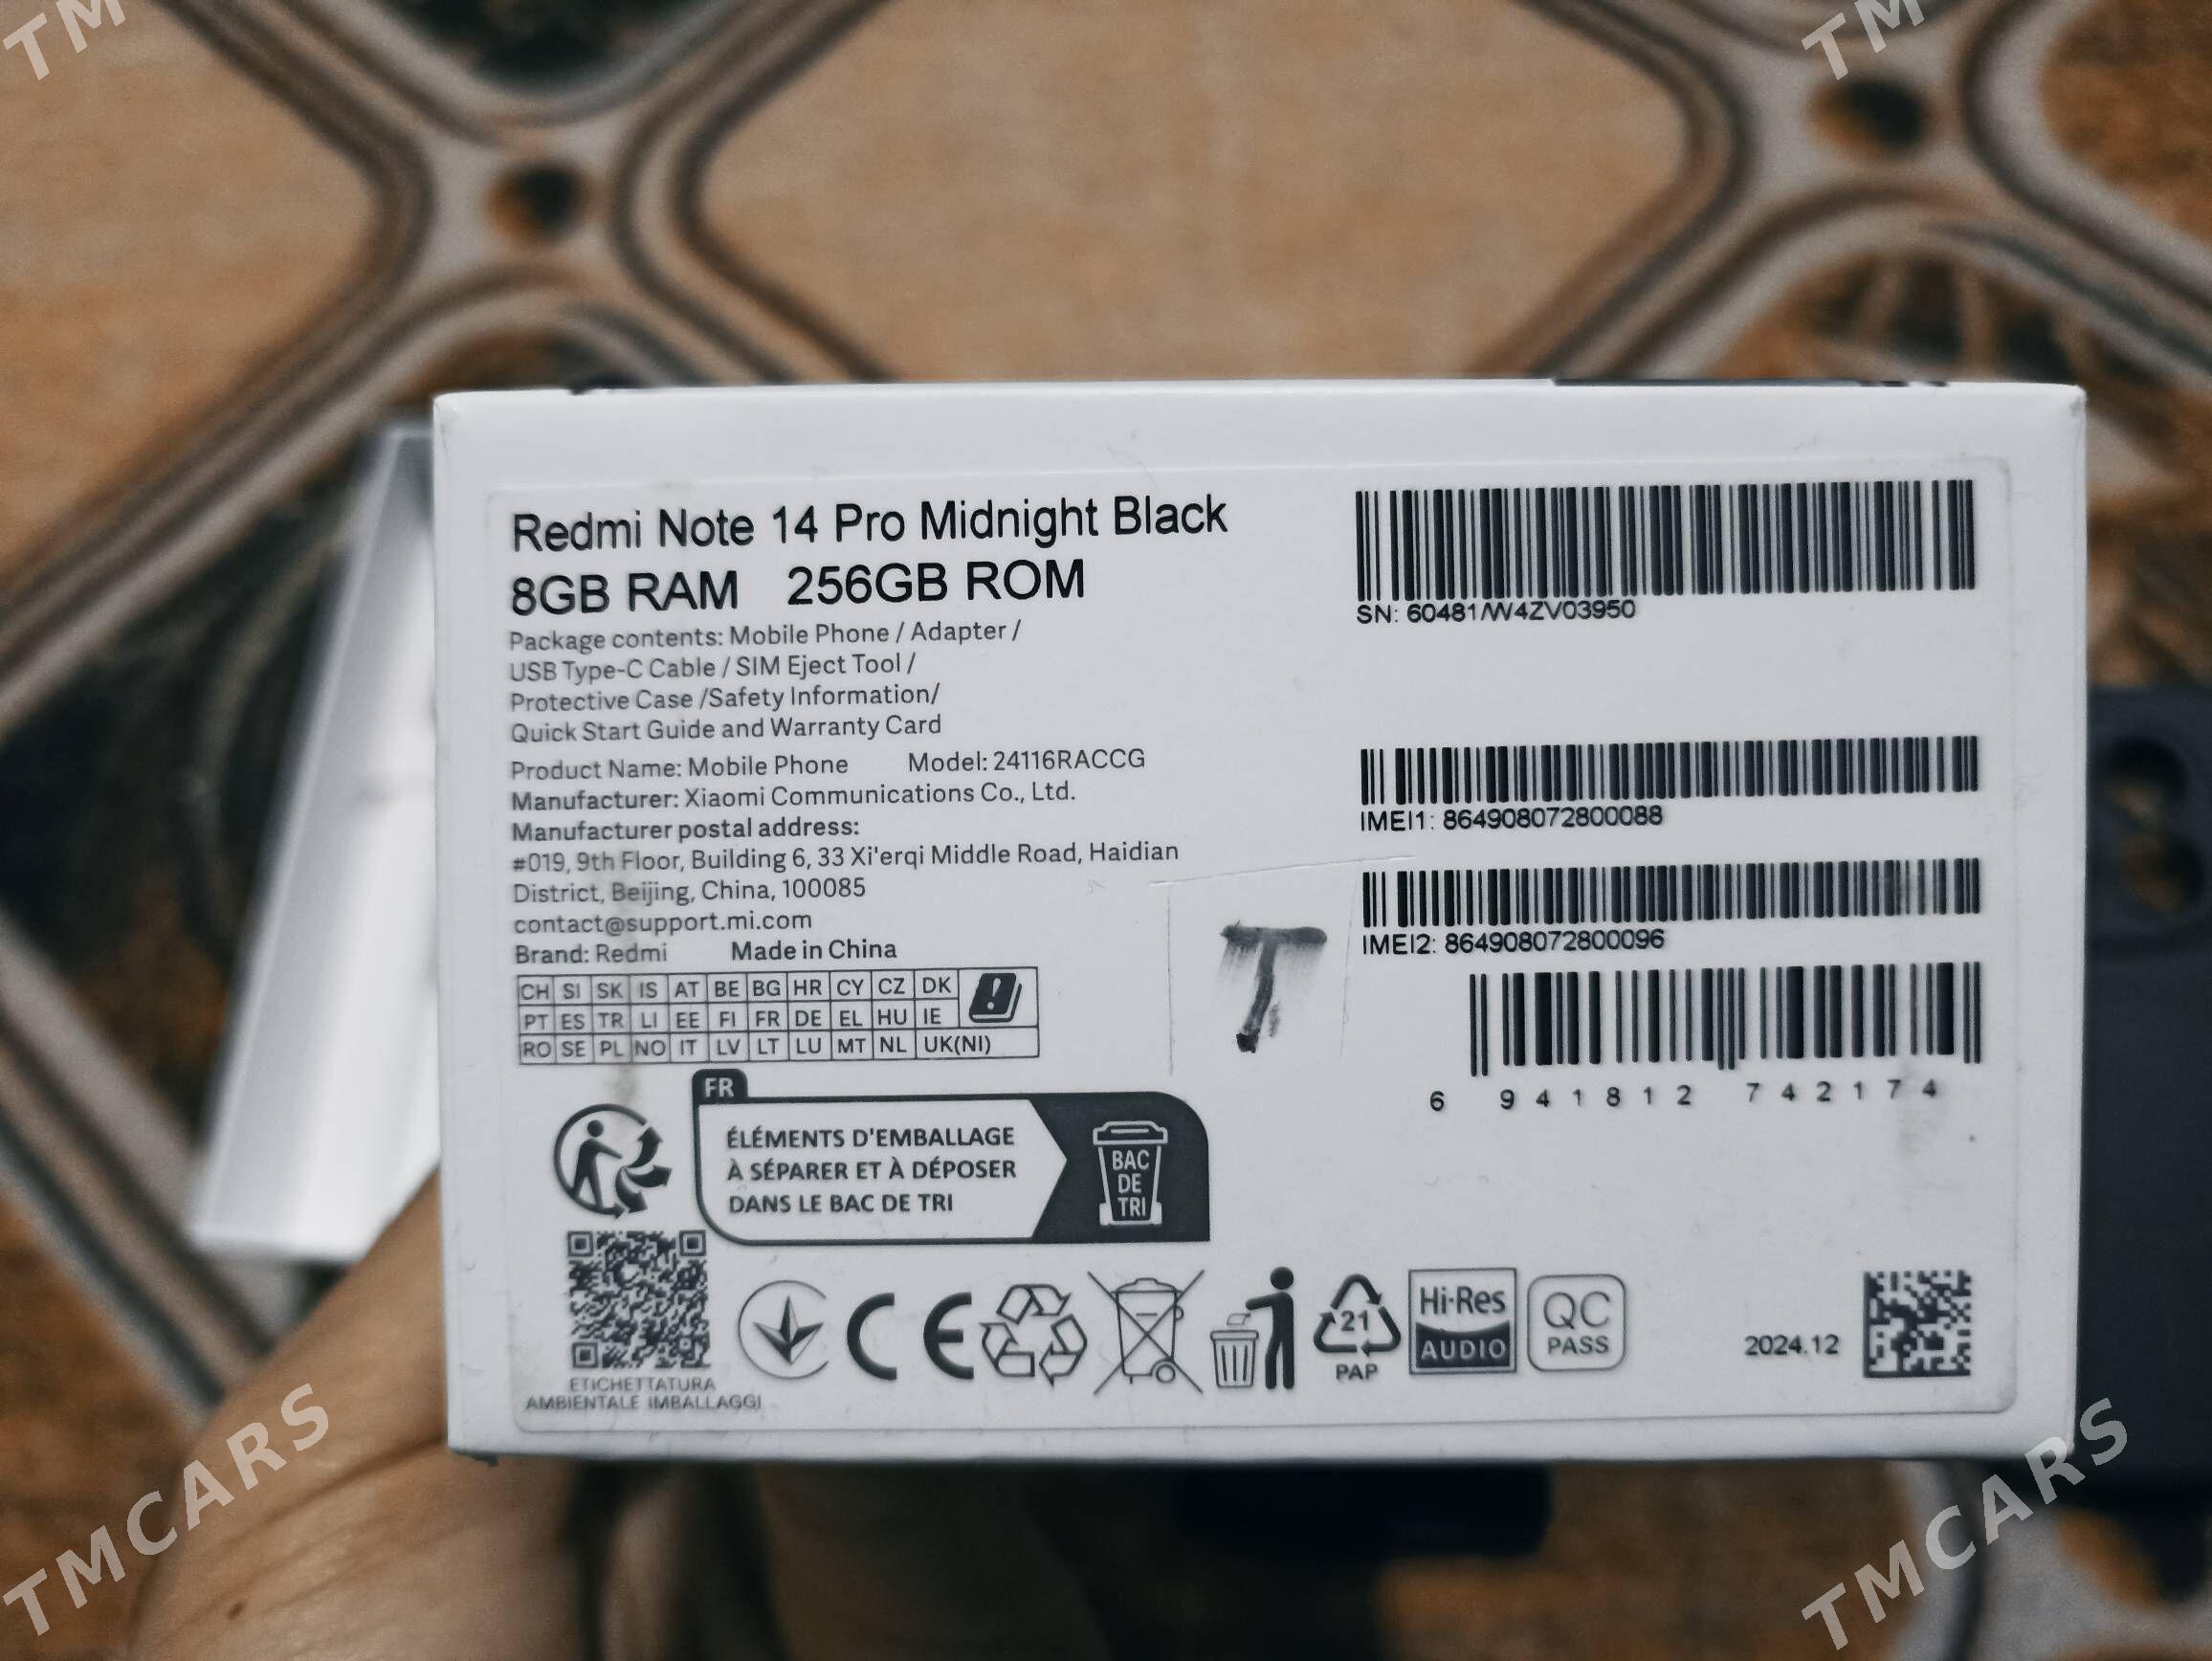 TM
TM
Redmi Note 14 Pro Midnight Black
8GB RAM 256GB ROM
Package contents: Mobile Phone / Adapter /
USB Type-C Cable / SIM Eject Tool /
Protective Case /Safety Information/
Quick Start Guide and Warranty Card
Product Name: Mobile Phone Model: 24116RACCG
Manufacturer: Xiaomi Communications Co., Ltd.
Manufacturer postal address:
#019, 9th Floor, Building 6, 33 Xi'erqi Middle Road, Haidian
District, Beijing, China, 100085
contact@support.mi.com
Brand: Redmi Made in China
CH SI SK IS AT BE BG HR CY CZ DK
PT ES TR LI EE FI FR DE EL HU IE
RO SE PL NO IT LV LT LU MT NL UK(NI)
SN: 60481/W4ZV03950
IMEI1: 864908072800088
IMEI2: 864908072800096
T
6 941812 742174
FR
ÉLÉMENTS D'EMBALLAGE
À SÉPARER ET À DÉPOSER
DANS LE BAC DE TRI
BAC
DE
TRI
ETICHETTATURA
AMBIENTALE IMBALLAGGI
CE
21
PAP
Hi-Res
AUDIO
QC
PASS
2024.12
TMCARS
TMCARS